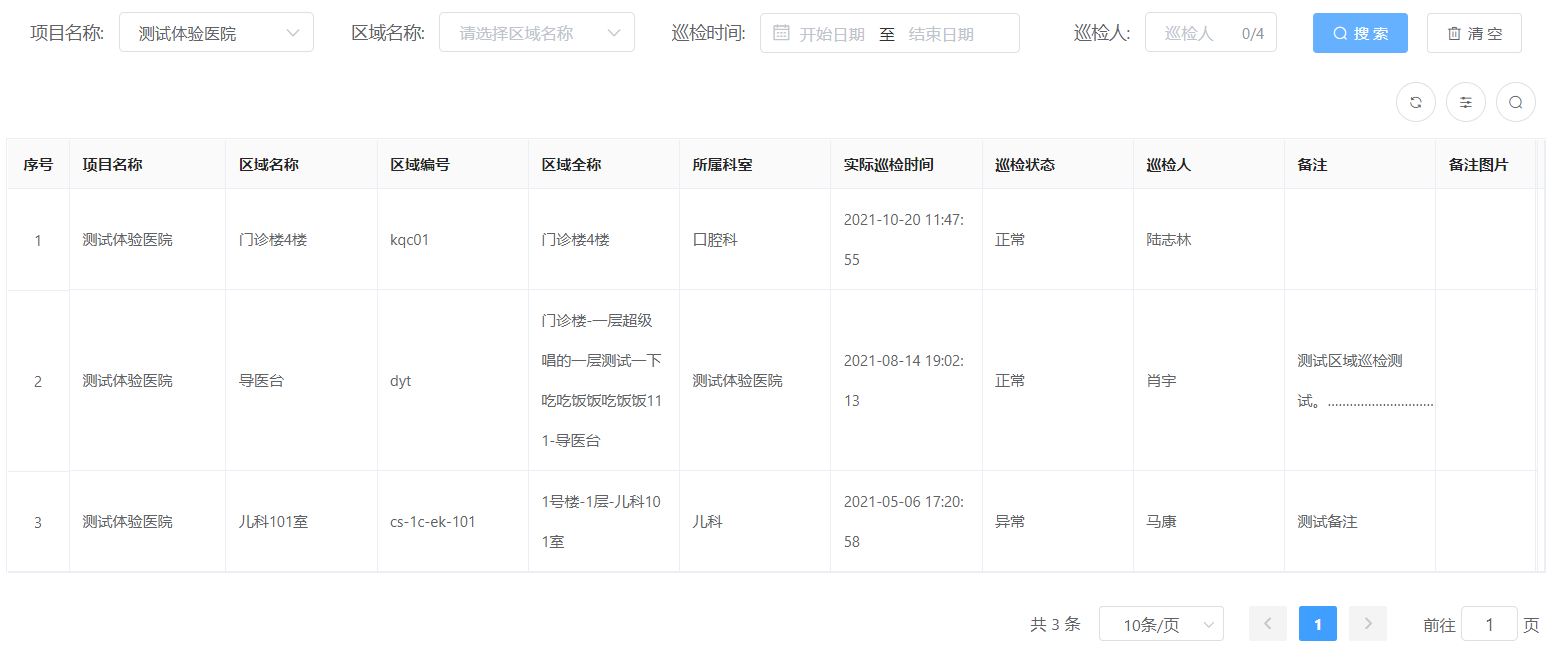 项目名称: 测试体验医院 区域名称: 请选择区域名称 巡检时间: 开始日期 至 结束日期 巡检人: 巡检人 0/4 搜 索 清 空
序号 项目名称 区域名称 区域编号 区域全称 所属科室 实际巡检时间 巡检状态 巡检人 备注 备注图片
1 测试体验医院 门诊楼4楼 kqc01 门诊楼4楼 口腔科 2021-10-20 11:47:
55 正常 陆志林
2 测试体验医院 导医台 dyt 门诊楼-一层超级
唱的一层测试一下
吃吃饭饭吃饭饭11
1-导医台 测试体验医院 2021-08-14 19:02:
13 正常 肖宇 测试区域巡检测
试。.............................
3 测试体验医院 儿科101室 cs-1c-ek-101 1号楼-1层-儿科10
1室 儿科 2021-05-06 17:20:
58 异常 马康 测试备注
共 3 条 10条/页 1 前往 1 页